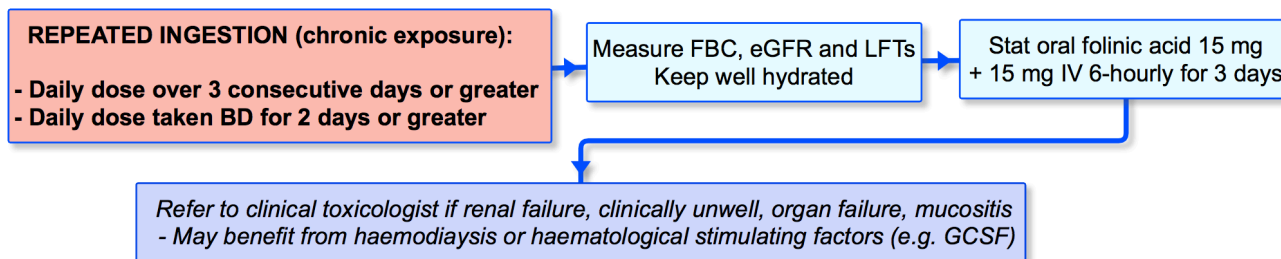 REPEATED INGESTION (chronic exposure):
- Daily dose over 3 consecutive days or greater
- Daily dose taken BD for 2 days or greater
Measure FBC, eGFR and LFTs
Keep well hydrated
Stat oral folinic acid 15 mg
+ 15 mg IV 6-hourly for 3 days
Refer to clinical toxicologist if renal failure, clinically unwell, organ failure, mucositis
- May benefit from haemodiaysis or haematological stimulating factors (e.g. GCSF)